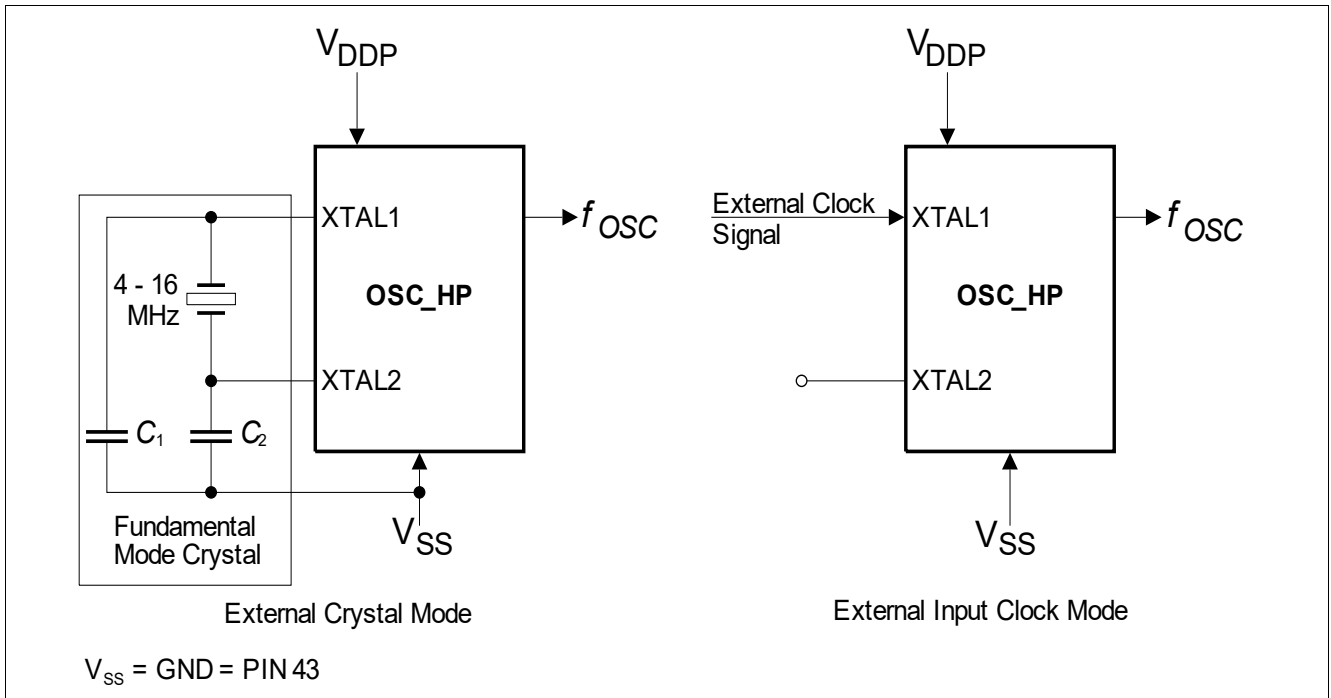 VDDP
XTAL1
fOSC
4 - 16
MHz
OSC_HP
XTAL2
C1
C2
Fundamental
Mode Crystal
VSS
External Crystal Mode
VSS = GND = PIN 43
VDDP
External Clock
Signal
XTAL1
fOSC
OSC_HP
XTAL2
VSS
External Input Clock Mode